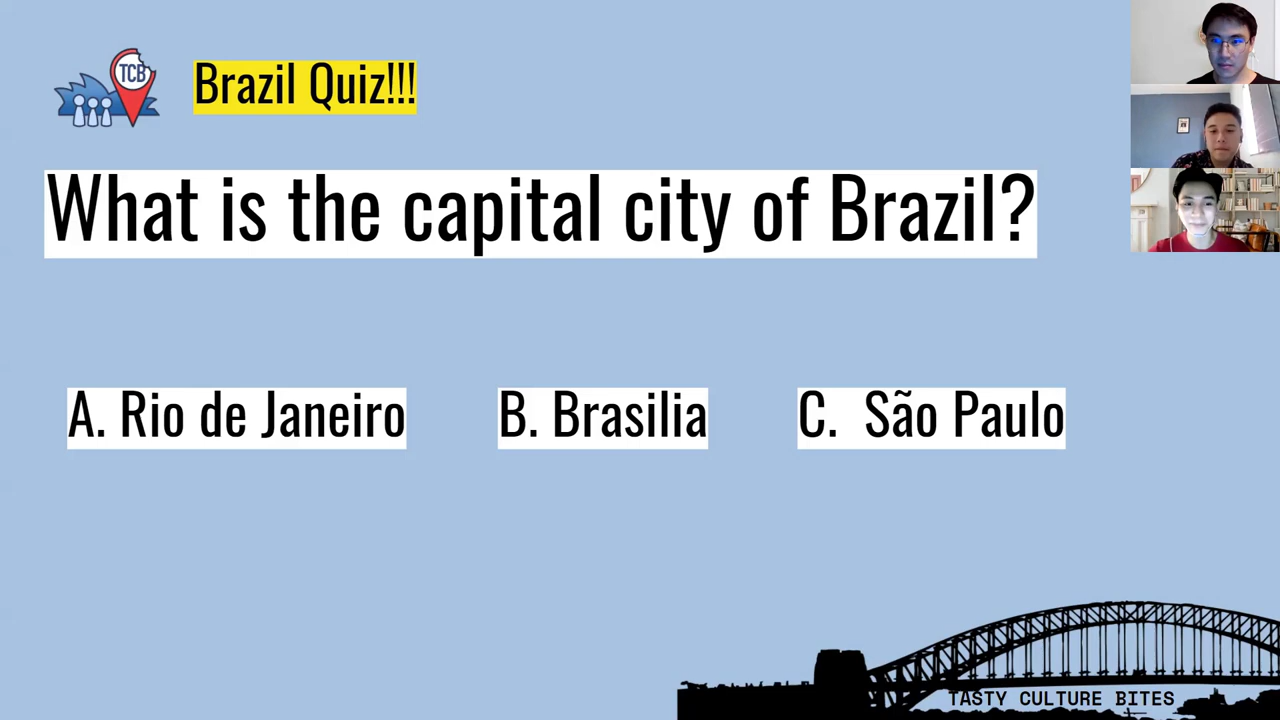 TCB
Brazil Quiz!!!
What is the capital city of Brazil?
A. Rio de Janeiro
B. Brasilia
C. São Paulo
TASTY CULTURE BITES